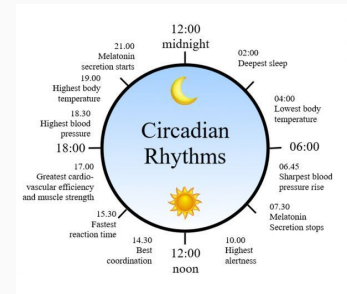 12:00
midnight
02:00
Deepest sleep
04:00
Lowest body
temperature
06:00
06.45
Sharpest blood
pressure rise
07.30
Melatonin
Secretion stops
10.00
Highest
alertness
12:00
noon
14.30
Best
coordination
15.30
Fastest
reaction time
17.00
Greatest cardio-
vascular efficiency
and muscle strength
18:00
18.30
Highest blood
pressure
19.00
Highest body
temperature
21.00
Melatonin
secretion starts
Circadian
Rhythms